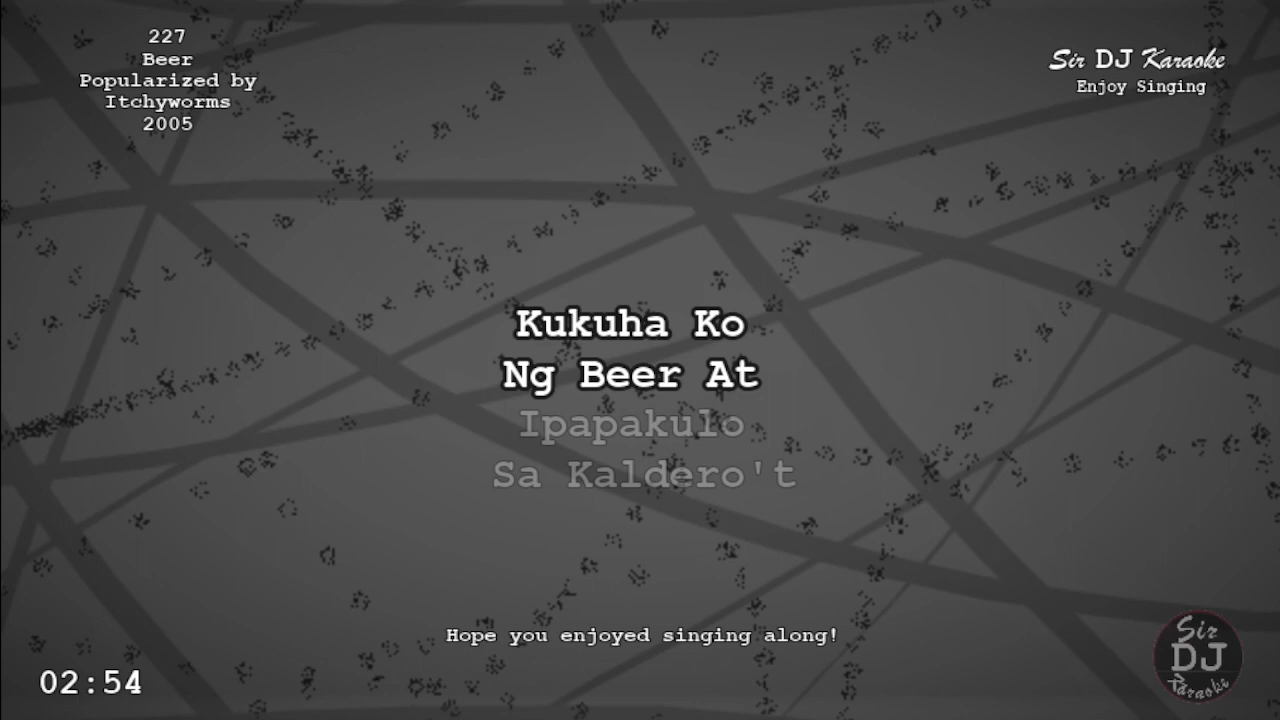 227
Beer
Popularized by
Itchyworms
2005
Sir DJ Karaoke
Enjoy Singing
Kukuha Ko
Ng Beer At
Ipapakulo
Sa Kaldero't
Hope you enjoyed singing along!
02:54
Sir
DJ
Karaoke